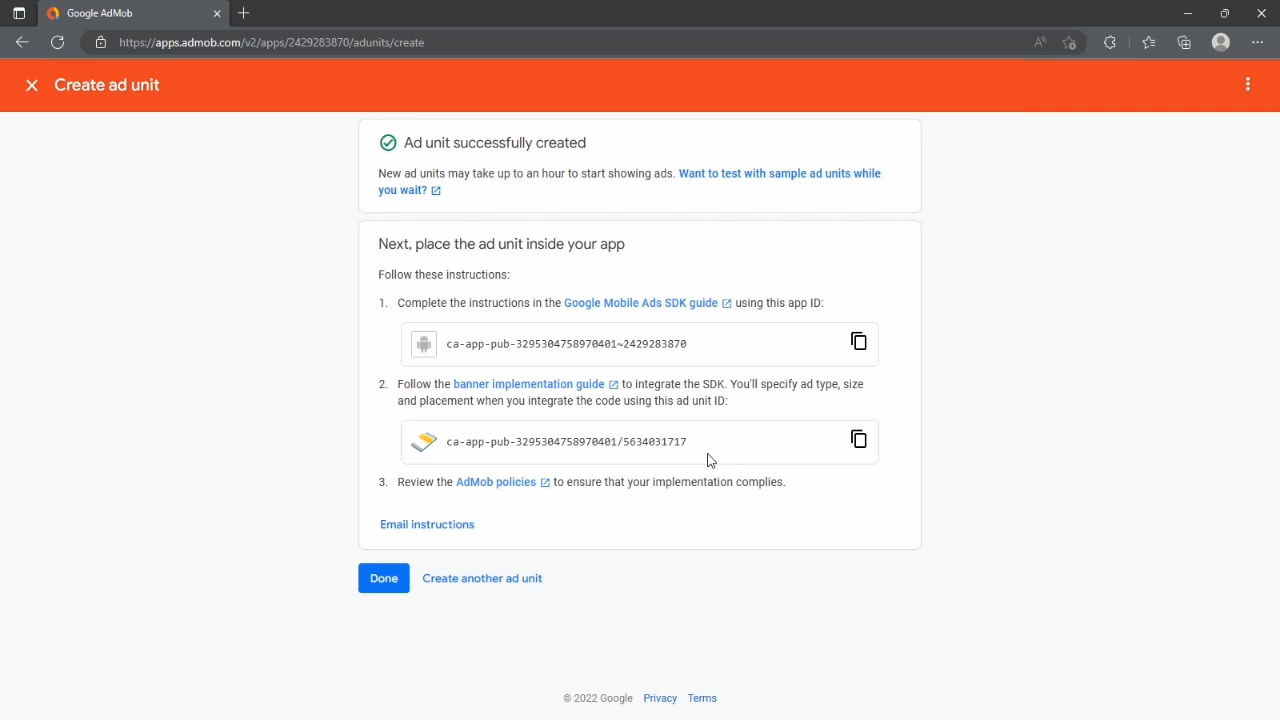 Google AdMob
https://apps.admob.com/v2/apps/2429283870/adunits/create
Create ad unit
Ad unit successfully created
New ad units may take up to an hour to start showing ads. Want to test with sample ad units while
you wait?
Next, place the ad unit inside your app
Follow these instructions:
1. Complete the instructions in the Google Mobile Ads SDK guide using this app ID:
ca-app-pub-3295304758970401~2429283870
2. Follow the banner implementation guide to integrate the SDK. You'll specify ad type, size
and placement when you integrate the code using this ad unit ID:
ca-app-pub-3295304758970401/5634031717
3. Review the AdMob policies to ensure that your implementation complies.
Email instructions
Done Create another ad unit
© 2022 Google Privacy Terms